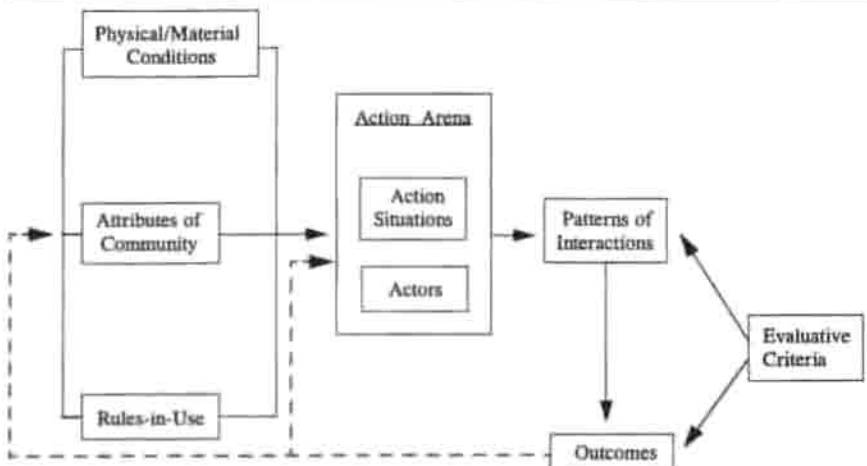 Physical/Material
Conditions
Action Arena
Action
Situations
Attributes of
Community
Patterns of
Interactions
Actors
Evaluative
Criteria
Rules-in-Use
Outcomes